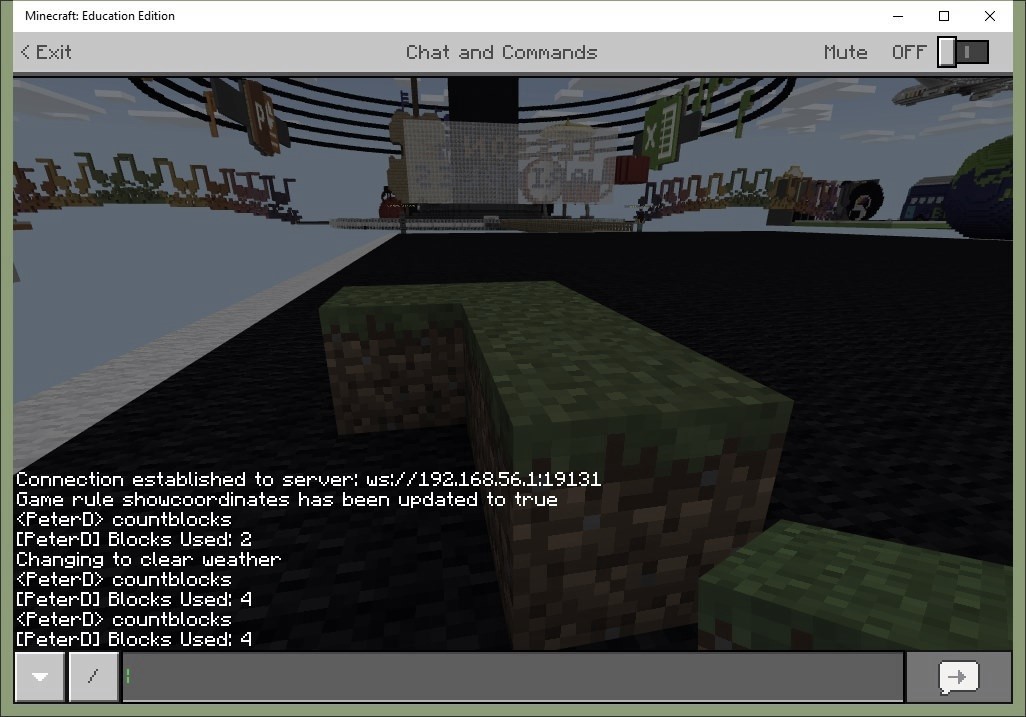 Minecraft: Education Edition
< Exit
Chat and Commands
Mute OFF
Connection established to server: ws://192.168.56.1:19131
Game rule showcoordinates has been updated to true
<PeterD> countblocks
[PeterD] Blocks Used: 2
Changing to clear weather
<PeterD> countblocks
[PeterD] Blocks Used: 4
<PeterD> countblocks
[PeterD] Blocks Used: 4
/